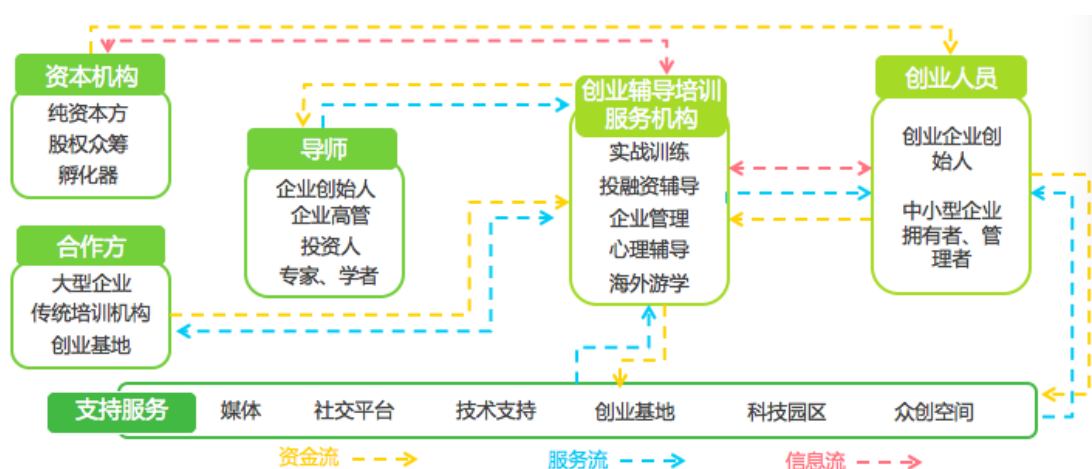 资本机构
纯资本方
股权众筹
孵化器
合作方
大型企业
传统培训机构
创业基地
导师
企业创始人
企业高管
投资人
专家、学者
创业辅导培训
服务机构
实战训练
投融资辅导
企业管理
心理辅导
海外游学
创业人员
创业企业创
始人
中小型企业
拥有者、管
理者
支持服务 媒体 社交平台 技术支持 创业基地 科技园区 众创空间
资金流 服务流 信息流